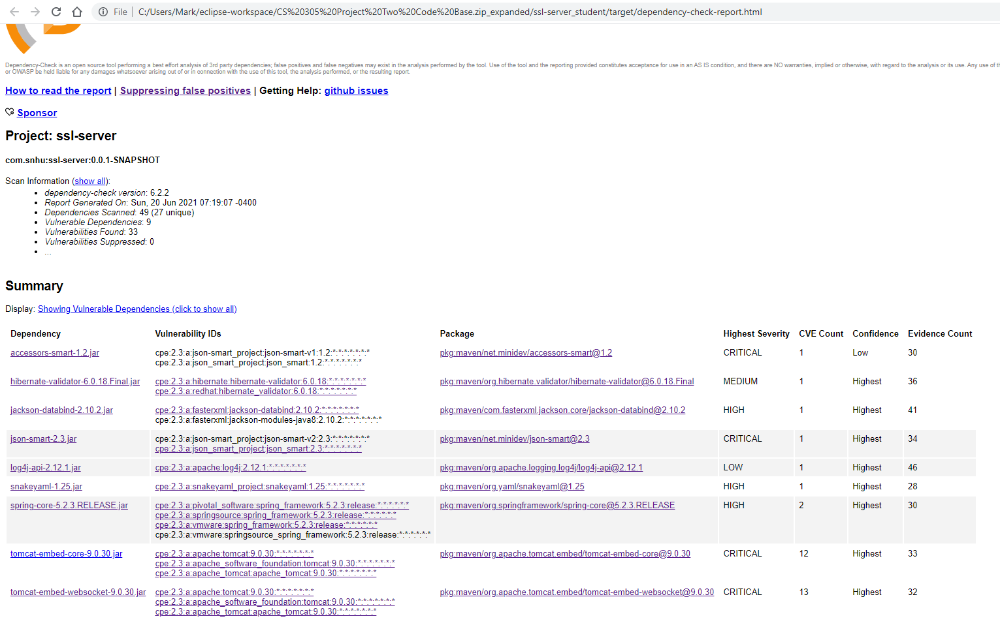 File C:/Users/Mark/eclipse-workspace/CS%20305%20Project%20Two%20Code%20Base.zip_expanded/ssl-server_student/target/dependency-check-report.html
Dependency-Check is an open source tool performing a best effort analysis of 3rd party dependencies; false positives and false negatives may exist in the analysis performed by the tool. Use of the tool and the reporting provided constitutes acceptance for use in an AS IS condition, and there are NO warranties, implied or otherwise, with regard to the analysis or its use. Any use of
or OWASP be held liable for any damages whatsoever arising out of or in connection with the use of this tool, the analysis performed, or the resulting report.
How to read the report | Suppressing false positives | Getting Help: github issues
Sponsor
Project: ssl-server
com.snhu:ssl-server:0.0.1-SNAPSHOT
Scan Information (show all):
• dependency-check version: 6.2.2
• Report Generated On: Sun, 20 Jun 2021 07:19:07 -0400
• Dependencies Scanned: 49 (27 unique)
• Vulnerable Dependencies: 9
• Vulnerabilities Found: 33
• Vulnerabilities Suppressed: 0
• ...
Summary
Display: Showing Vulnerable Dependencies (click to show all)
Dependency Vulnerability IDs Package Highest Severity CVE Count Confidence Evidence Count
accessors-smart-1.2.jar cpe:2.3:a:json-smart_project:json-smart-v1:1.2:*:*:*:*:*:*:* pkg:maven/net.minidev/accessors-smart@1.2 CRITICAL 1 Low 30
cpe:2.3:a:json_smart_project:json_smart:1.2:*:*:*:*:*:*:*
hibernate-validator-6.0.18.Final.jar cpe:2.3:a:hibernate:hibernate-validator:6.0.18:*:*:*:*:*:*:* pkg:maven/org.hibernate.validator/hibernate-validator@6.0.18.Final MEDIUM 1 Highest 36
cpe:2.3:a:redhat:hibernate_validator:6.0.18:*:*:*:*:*:*:*
jackson-databind-2.10.2.jar cpe:2.3:a:fasterxml:jackson-databind:2.10.2:*:*:*:*:*:*:* pkg:maven/com.fasterxml.jackson.core/jackson-databind@2.10.2 HIGH 1 Highest 41
cpe:2.3:a:fasterxml:jackson-modules-java8:2.10.2:*:*:*:*:*:*:*
json-smart-2.3.jar cpe:2.3:a:json-smart_project:json-smart-v2:2.3:*:*:*:*:*:*:* pkg:maven/net.minidev/json-smart@2.3 CRITICAL 1 Highest 34
cpe:2.3:a:json_smart_project:json_smart:2.3:*:*:*:*:*:*:*
log4j-api-2.12.1.jar cpe:2.3:a:apache:log4j:2.12.1:*:*:*:*:*:*:* pkg:maven/org.apache.logging.log4j/log4j-api@2.12.1 LOW 1 Highest 46
snakeyaml-1.25.jar cpe:2.3:a:snakeyaml_project:snakeyaml:1.25:*:*:*:*:*:*:* pkg:maven/org.yaml/snakeyaml@1.25 HIGH 1 Highest 28
spring-core-5.2.3.RELEASE.jar cpe:2.3:a:pivotal_software:spring_framework:5.2.3:release:*:*:*:*:*:* pkg:maven/org.springframework/spring-core@5.2.3.RELEASE HIGH 2 Highest 30
cpe:2.3:a:springsource:spring_framework:5.2.3:release:*:*:*:*:*:*
cpe:2.3:a:vmware:spring_framework:5.2.3:release:*:*:*:*:*:*
cpe:2.3:a:vmware:springsource_spring_framework:5.2.3:release:*:*:*:*:*:*
tomcat-embed-core-9.0.30.jar cpe:2.3:a:apache:tomcat:9.0.30:*:*:*:*:*:*:* pkg:maven/org.apache.tomcat.embed/tomcat-embed-core@9.0.30 CRITICAL 12 Highest 33
cpe:2.3:a:apache_software_foundation:tomcat:9.0.30:*:*:*:*:*:*:*
cpe:2.3:a:apache_tomcat:apache_tomcat:9.0.30:*:*:*:*:*:*:*
tomcat-embed-websocket-9.0.30.jar cpe:2.3:a:apache:tomcat:9.0.30:*:*:*:*:*:*:* pkg:maven/org.apache.tomcat.embed/tomcat-embed-websocket@9.0.30 CRITICAL 13 Highest 32
cpe:2.3:a:apache_software_foundation:tomcat:9.0.30:*:*:*:*:*:*:*
cpe:2.3:a:apache_tomcat:apache_tomcat:9.0.30:*:*:*:*:*:*:*